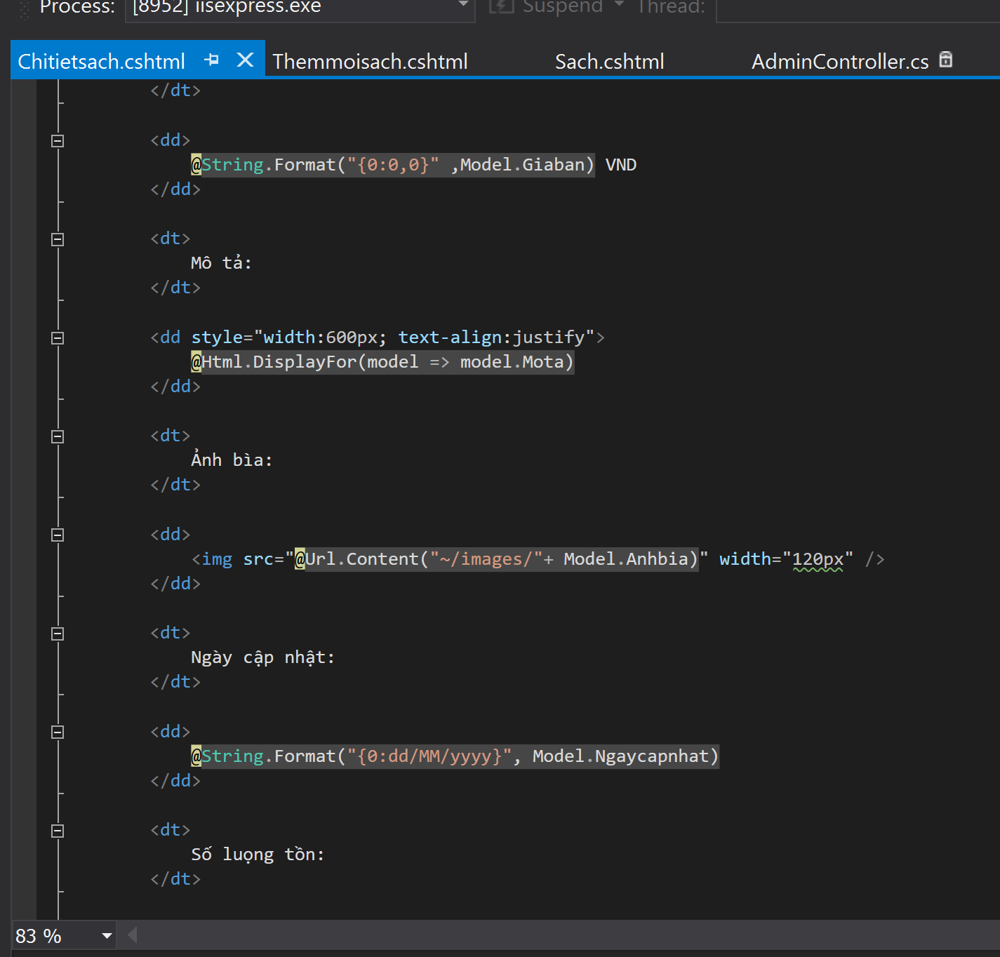 Process: [8952] iisexpress.exe Suspend Thread:
Chitietsach.cshtml Themmoisach.cshtml Sach.cshtml AdminController.cs
</dt>
<dd>
@String.Format("{0:0,0}" ,Model.Giaban) VND
</dd>
<dt>
Mô tả:
</dt>
<dd style="width:600px; text-align:justify">
@Html.DisplayFor(model => model.Mota)
</dd>
<dt>
Ảnh bìa:
</dt>
<dd>
<img src="@Url.Content("~/images/"+ Model.Anhbia)" width="120px" />
</dd>
<dt>
Ngày cập nhật:
</dt>
<dd>
@String.Format("{0:dd/MM/yyyy}", Model.Ngaycapnhat)
</dd>
<dt>
Số luọng tồn:
</dt>
83 %